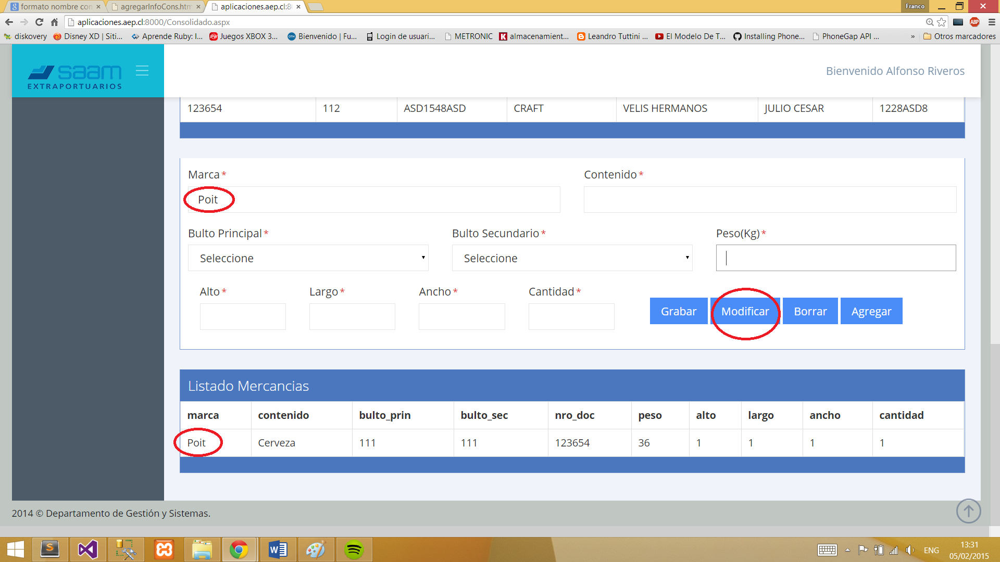 formato nombre con
agregarInfoCons.htm
aplicaciones.aep.cl:8
Franco
aplicaciones.aep.cl:8000/Consolidado.aspx
ABP
diskovery
Disney XD | Siti...
Aprende Ruby: I...
Juegos XBOX 3...
Bienvenido | Fu...
Login de usuari...
METRONIC
almacenamient...
Leandro Tuttini ...
El Modelo De T...
Installing Phone...
PhoneGap API ...
»
Otros marcadores
saam
EXTRAPORTUARIOS
Bienvenido Alfonso Riveros
123654 112 ASD1548ASD CRAFT VELIS HERMANOS JULIO CESAR 1228ASD8
Marca * Contenido *
Poit
Bulto Principal * Bulto Secundario * Peso(Kg) *
Seleccione Seleccione
Alto * Largo * Ancho * Cantidad *
Grabar Modificar Borrar Agregar
Listado Mercancias
marca contenido bulto_prin bulto_sec nro_doc peso alto largo ancho cantidad
Poit Cerveza 111 111 123654 36 1 1 1 1
2014 © Departamento de Gestión y Sistemas.
ENG
13:31
05/02/2015